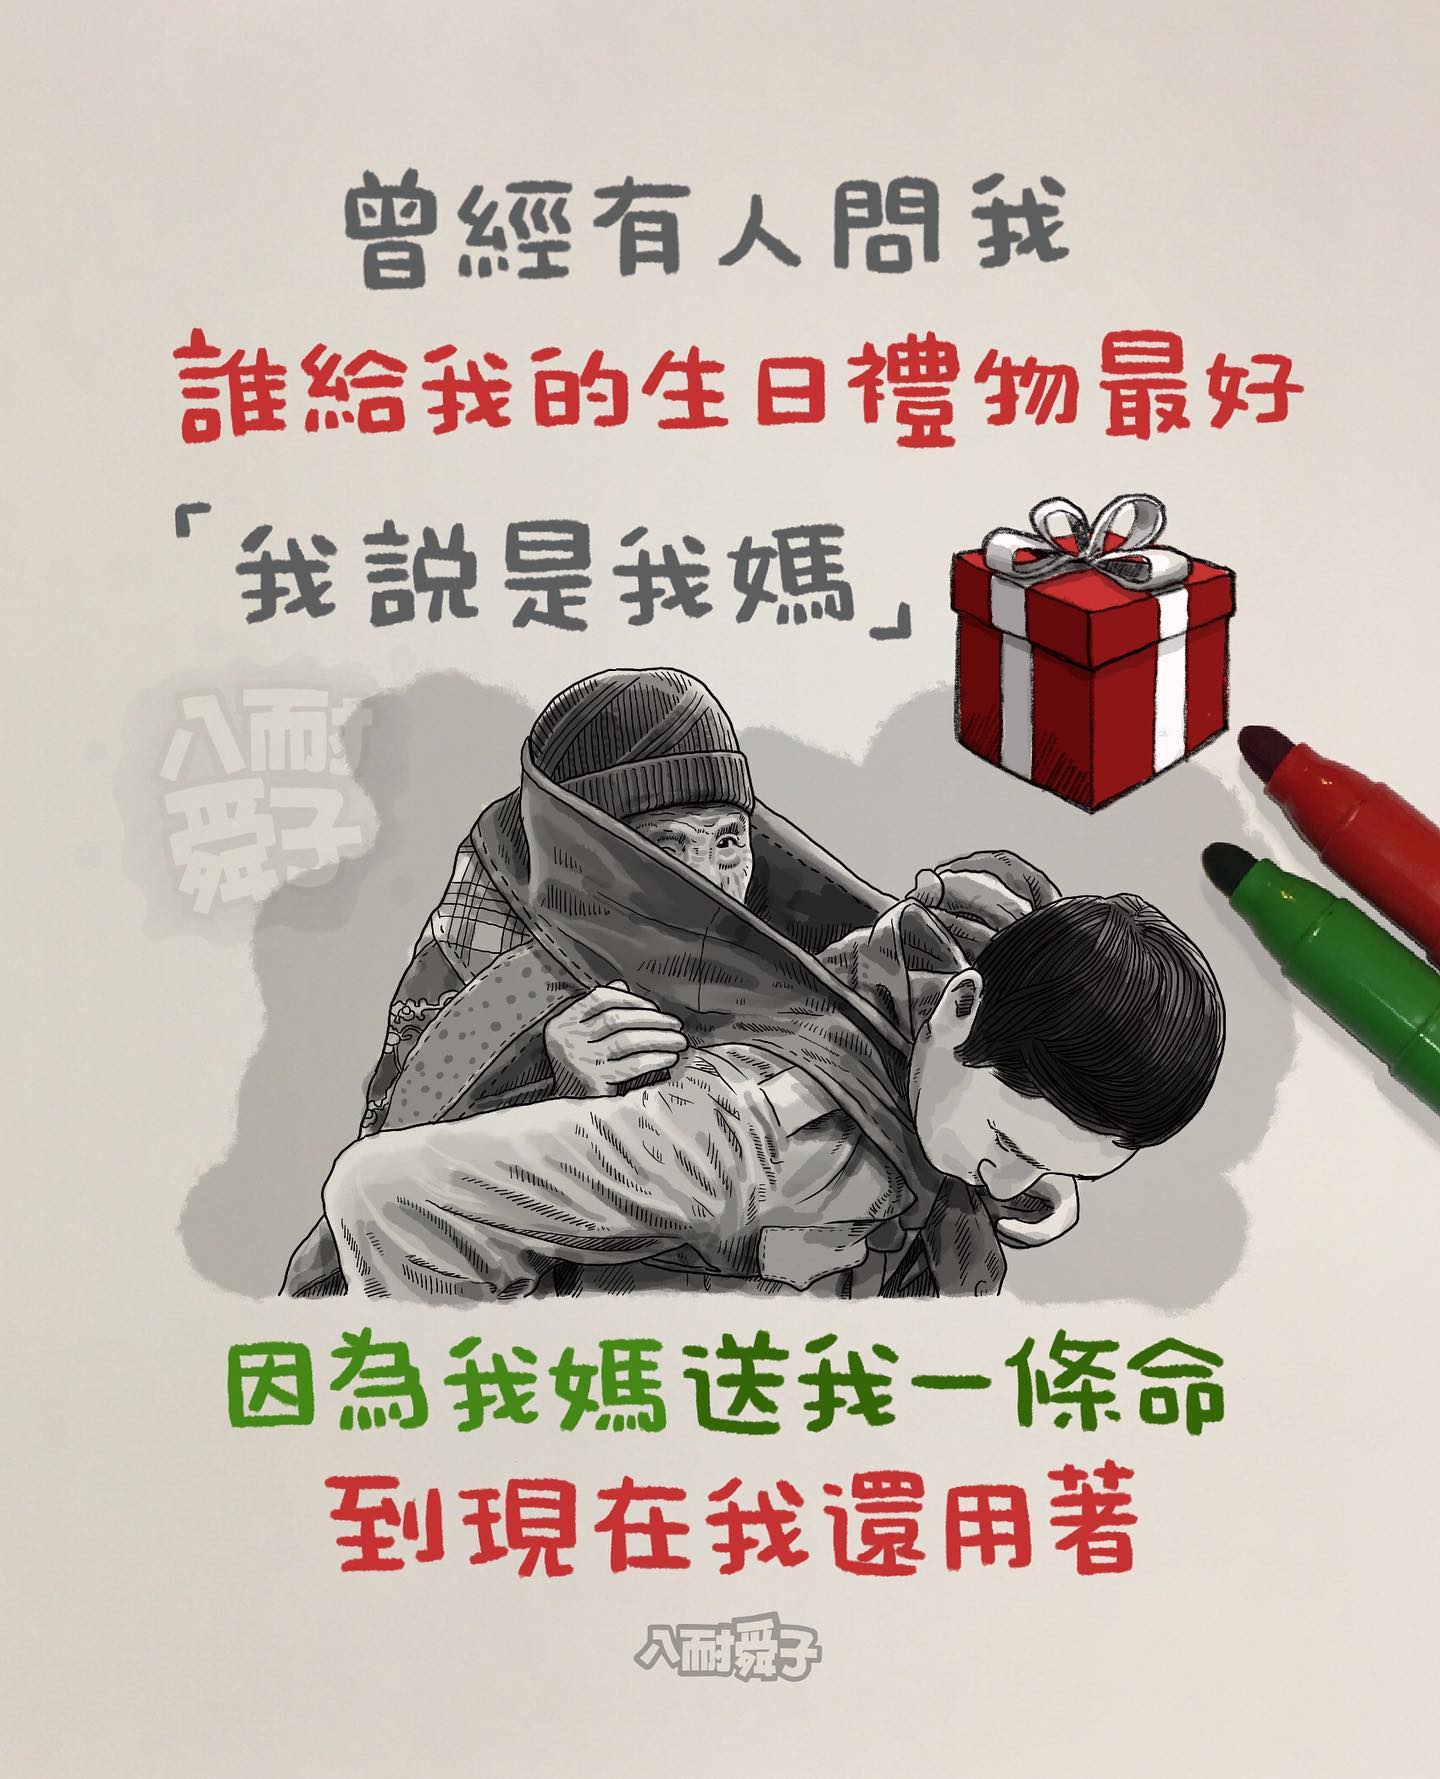 曾經有人問我
誰給我的生日禮物最好
「我說是我媽」
八耐
舜子
因為我媽送我一條命
到現在我還用著
八耐舜子